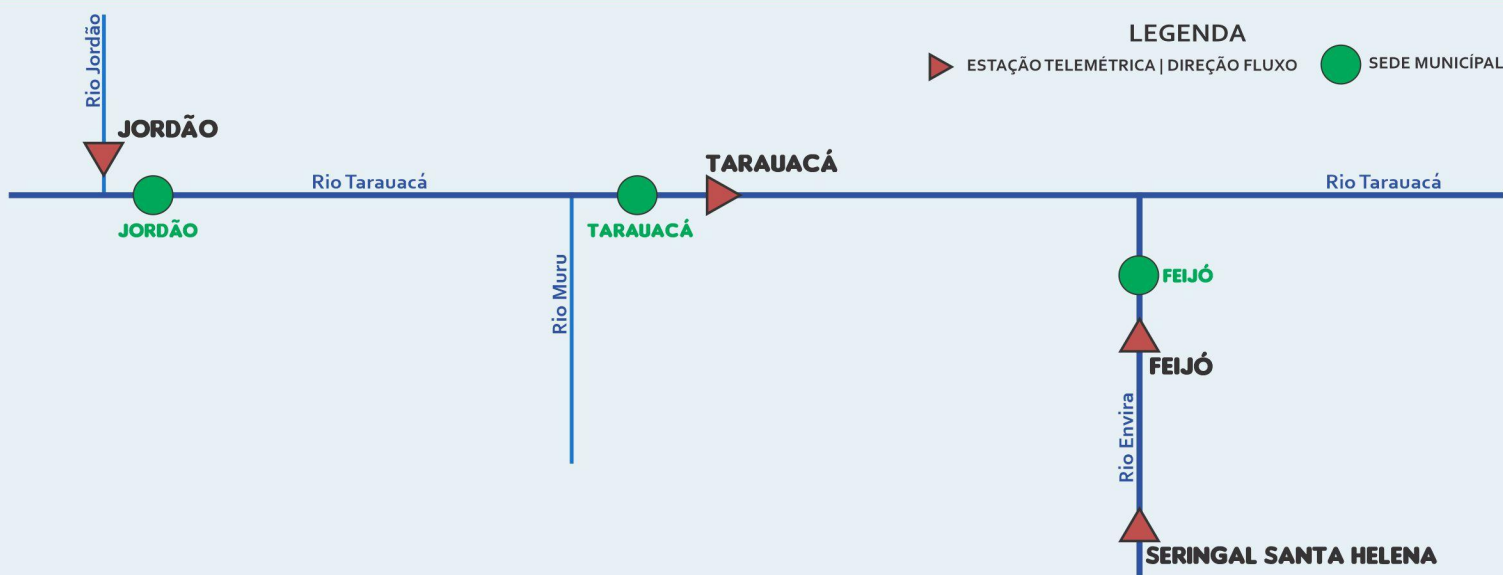 LEGENDA
ESTAÇÃO TELEMÉTRICA | DIREÇÃO FLUXO
SEDE MUNICÍPAL
Rio Jordão
JORDÃO
JORDÃO
Rio Tarauacá
TARAUACÁ
TARAUACÁ
Rio Tarauacá
Rio Muru
FEIJÓ
FEIJÓ
Rio Envira
SERINGAL SANTA HELENA